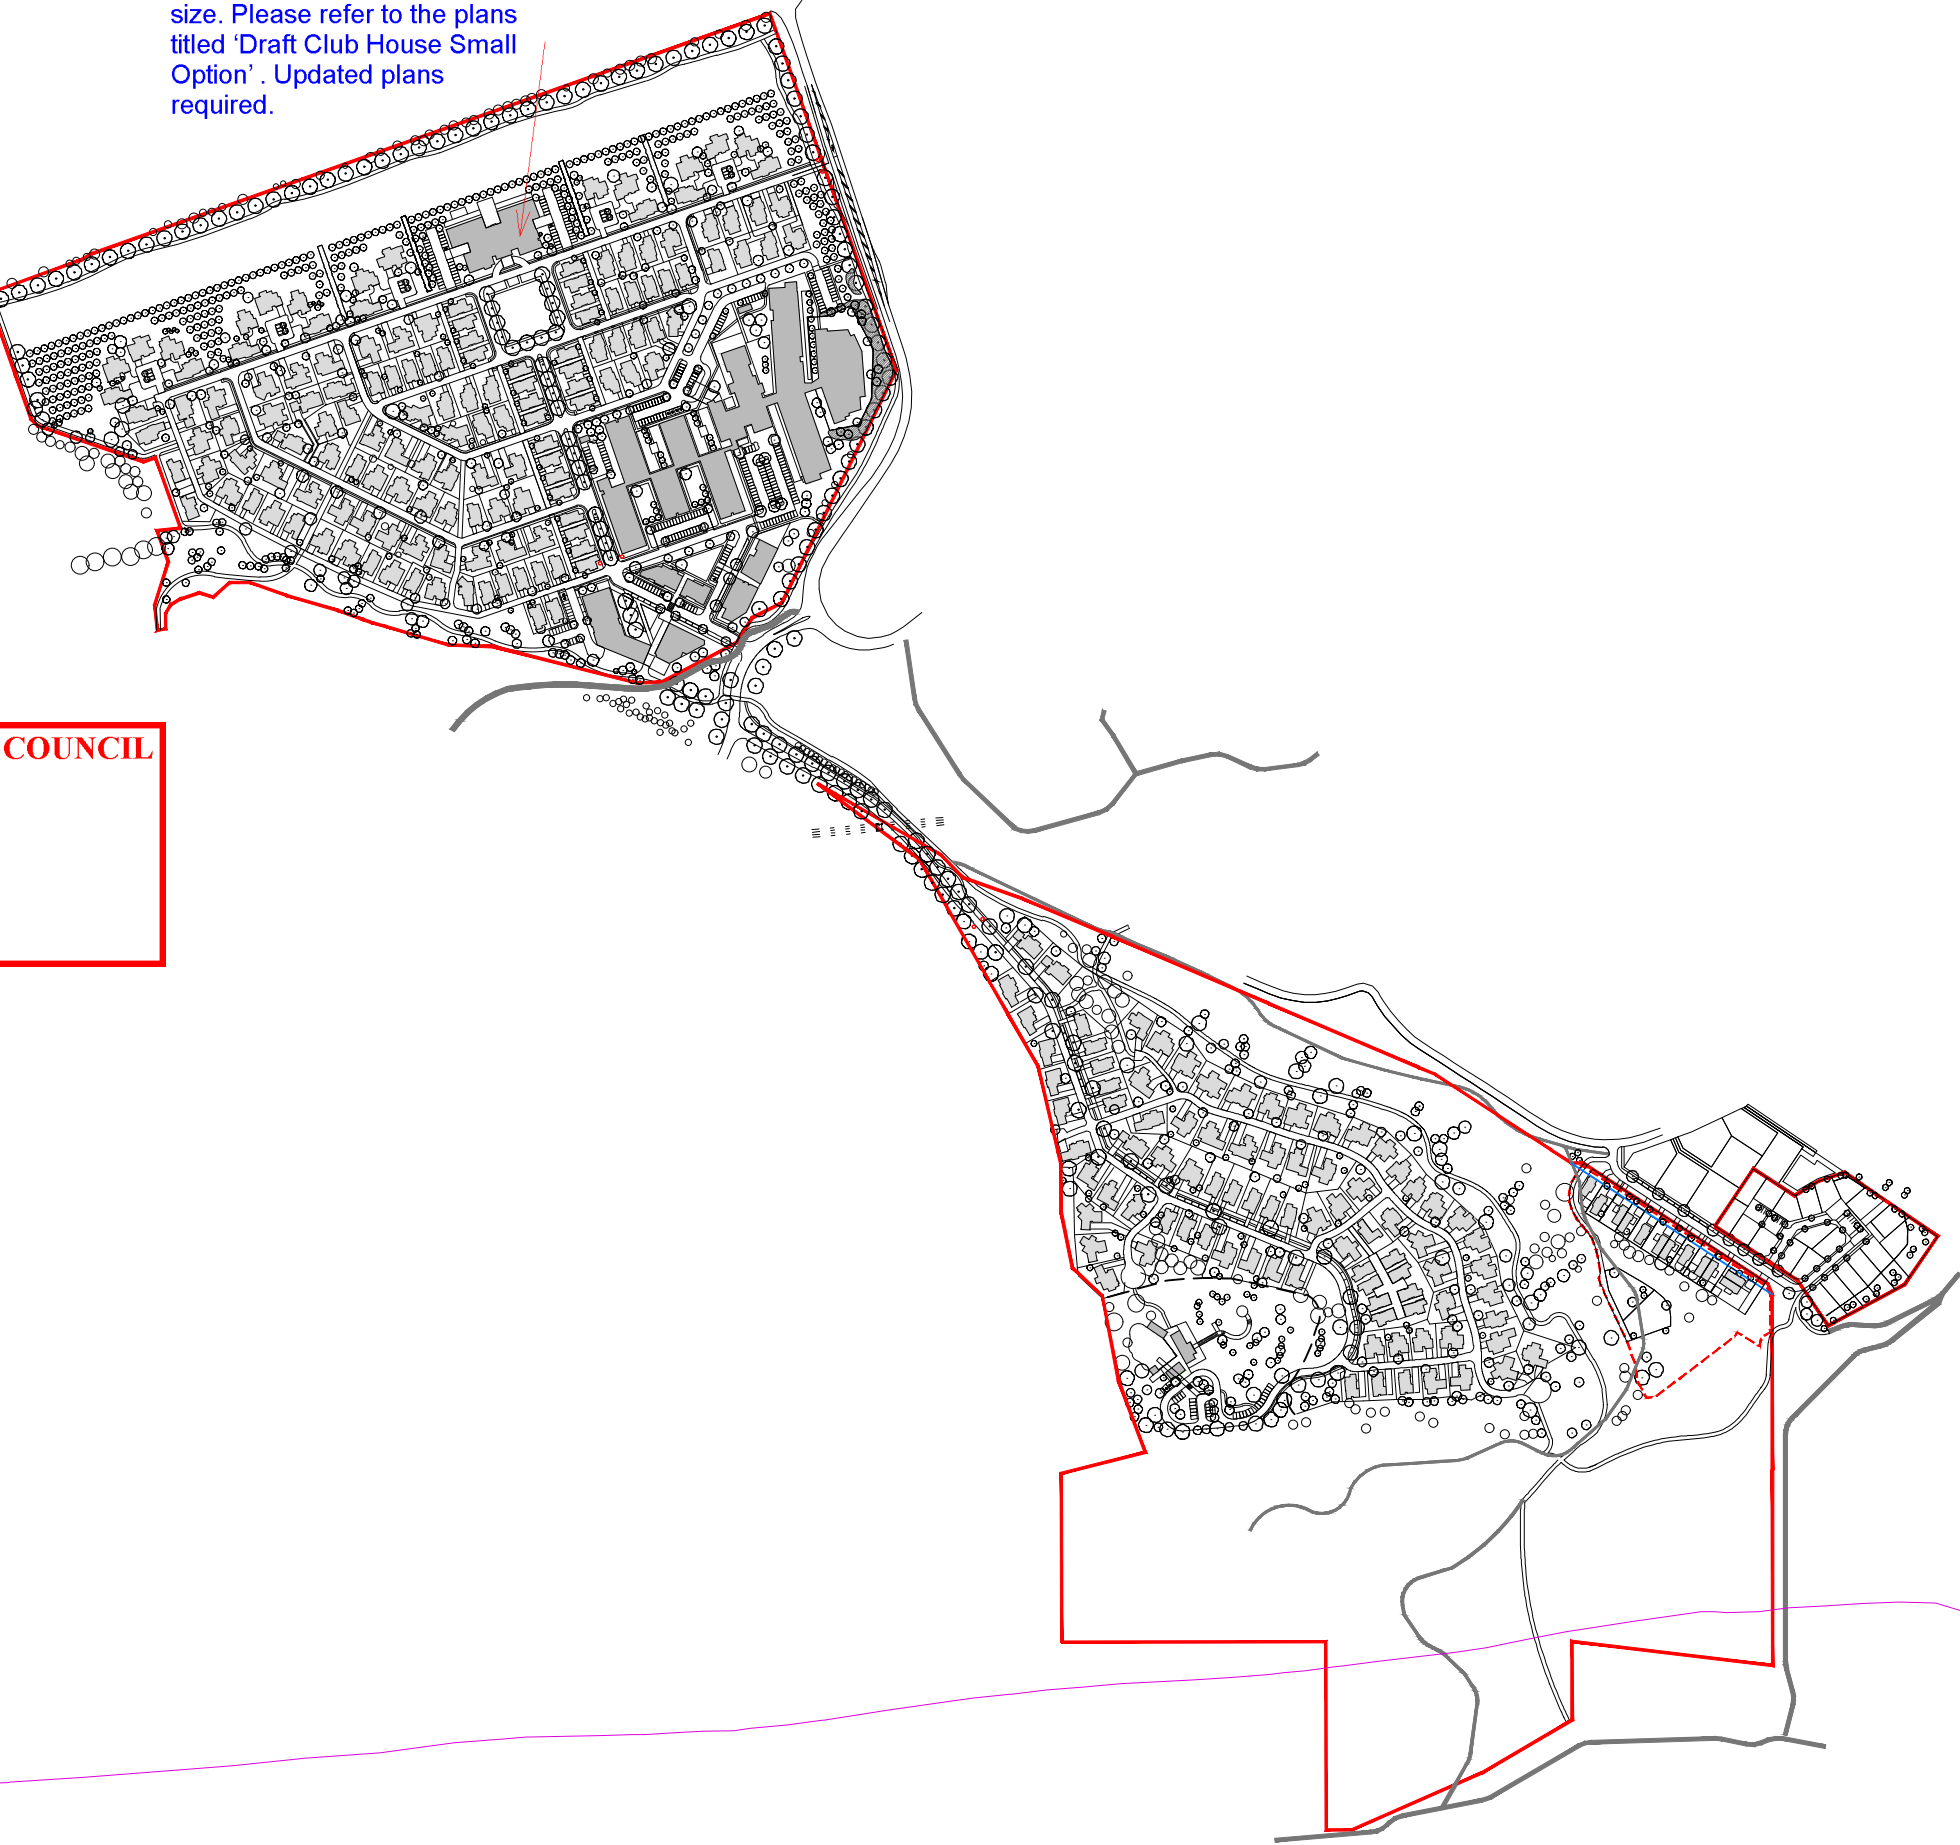 size. Please refer to the plans
titled ‘Draft Club House Small
Option’ . Updated plans
required.
COUNCIL